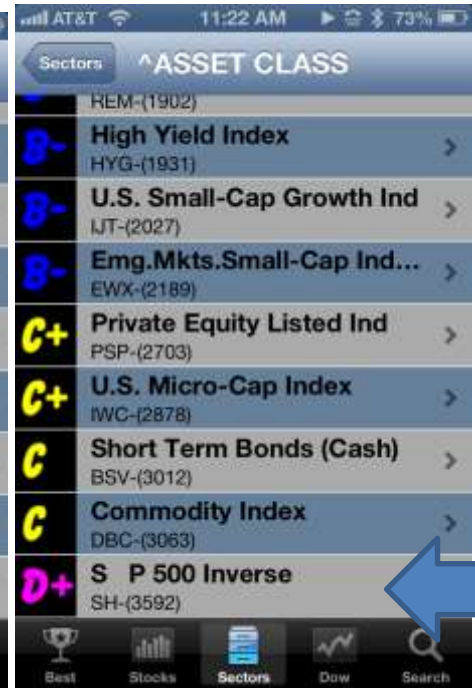 AT&T 11:22 AM 73%
Sectors ^ASSET CLASS
REM-(1902)
B- High Yield Index
HYG-(1931)
B- U.S. Small-Cap Growth Ind
IJT-(2027)
B- Emg.Mkts.Small-Cap Ind...
EWX-(2189)
C+ Private Equity Listed Ind
PSP-(2703)
C+ U.S. Micro-Cap Index
IWC-(2878)
C Short Term Bonds (Cash)
BSV-(3012)
C Commodity Index
DBC-(3063)
D+ S P 500 Inverse
SH-(3592)
Best Stocks Sectors Dow Search